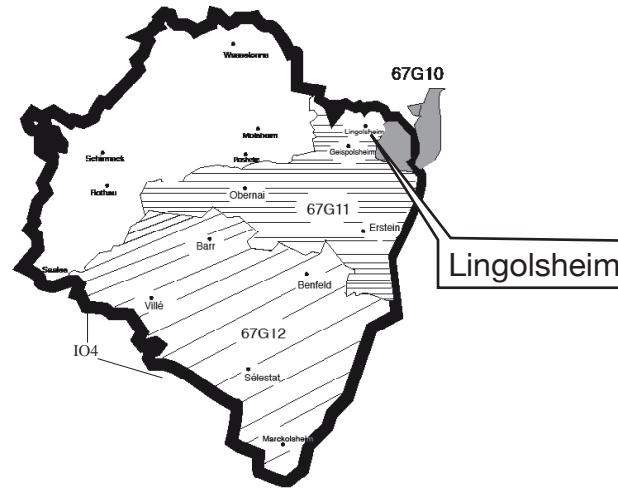 Wasselonne
67G10
Lingolsheim
Molsheim
Geispolsheim
Schirmeck
Rosheim
Rothau
Obernai
67G11
Erstein
Barr
Lingolsheim
Saales
Benfeld
Villé
67G12
IO4
Sélestat
Marckolsheim